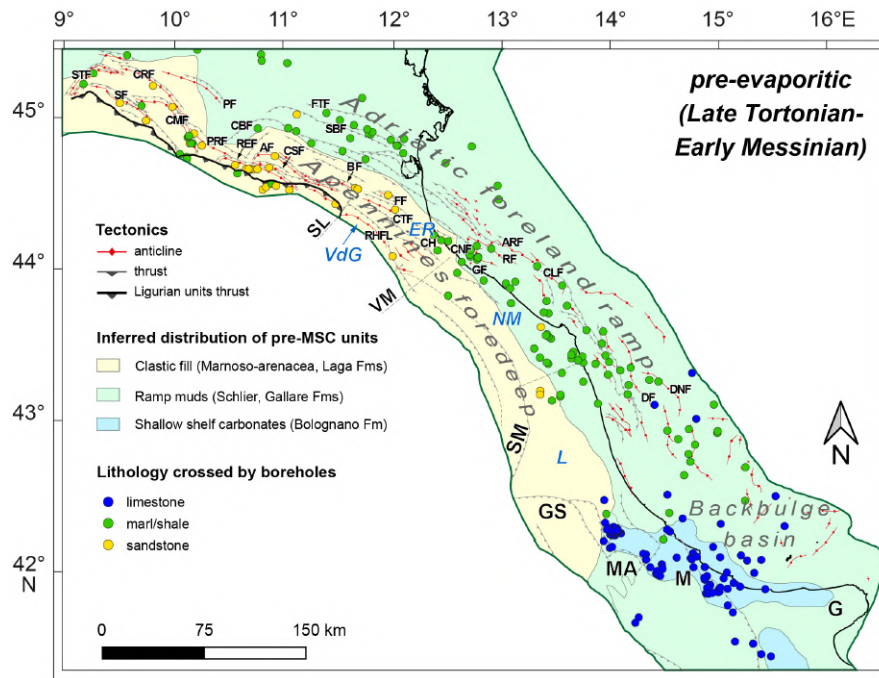 9°
10°
11°
12°
13°
14°
15°
16°E
45°
44°
43°
42°
N
pre-evaporitic
(Late Tortonian-
Early Messinian)
STF
CRF
SF
CMF
PF
PRF
CBF
REF
AF
CSF
FTF
SBF
BF
FF
CTF
RHFL
CH
CNF
GF
ARF
RF
CLF
DF
DNF
Adriatic foreland ramp
Apennines foredeep
Backbulge
basin
SL
VdG
ER
VM
NM
SM
L
GS
MA
M
G
N
Tectonics
anticline
thrust
Ligurian units thrust
Inferred distribution of pre-MSC units
Clastic fill (Marnoso-arenacea, Laga Fms)
Ramp muds (Schlier, Gallare Fms)
Shallow shelf carbonates (Bolognano Fm)
Lithology crossed by boreholes
limestone
marl/shale
sandstone
0
75
150 km